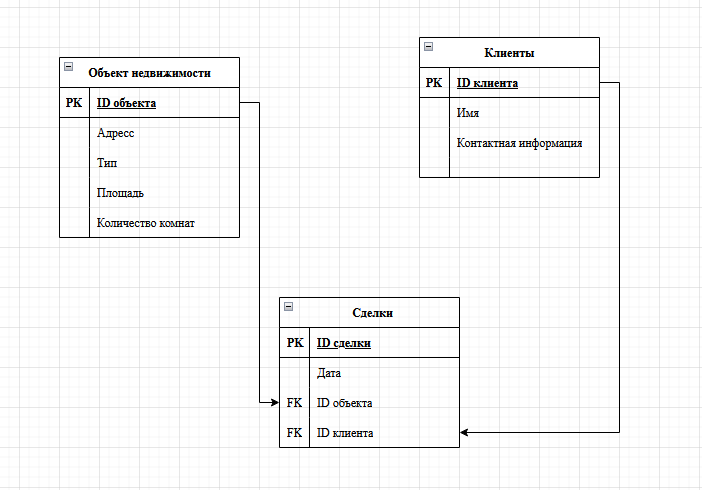 Объект недвижимости
PK ID объекта
Адресс
Тип
Площадь
Количество комнат
Клиенты
PK ID клиента
Имя
Контактная информация
Сделки
PK ID сделки
Дата
FK ID объекта
FK ID клиента